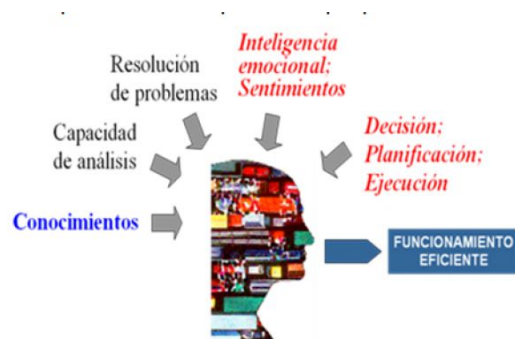 Resolución
de problemas
Inteligencia
emocional;
Sentimientos
Capacidad
de análisis
Decisión;
Planificación;
Ejecución
Conocimientos
FUNCIONAMIENTO
EFICIENTE